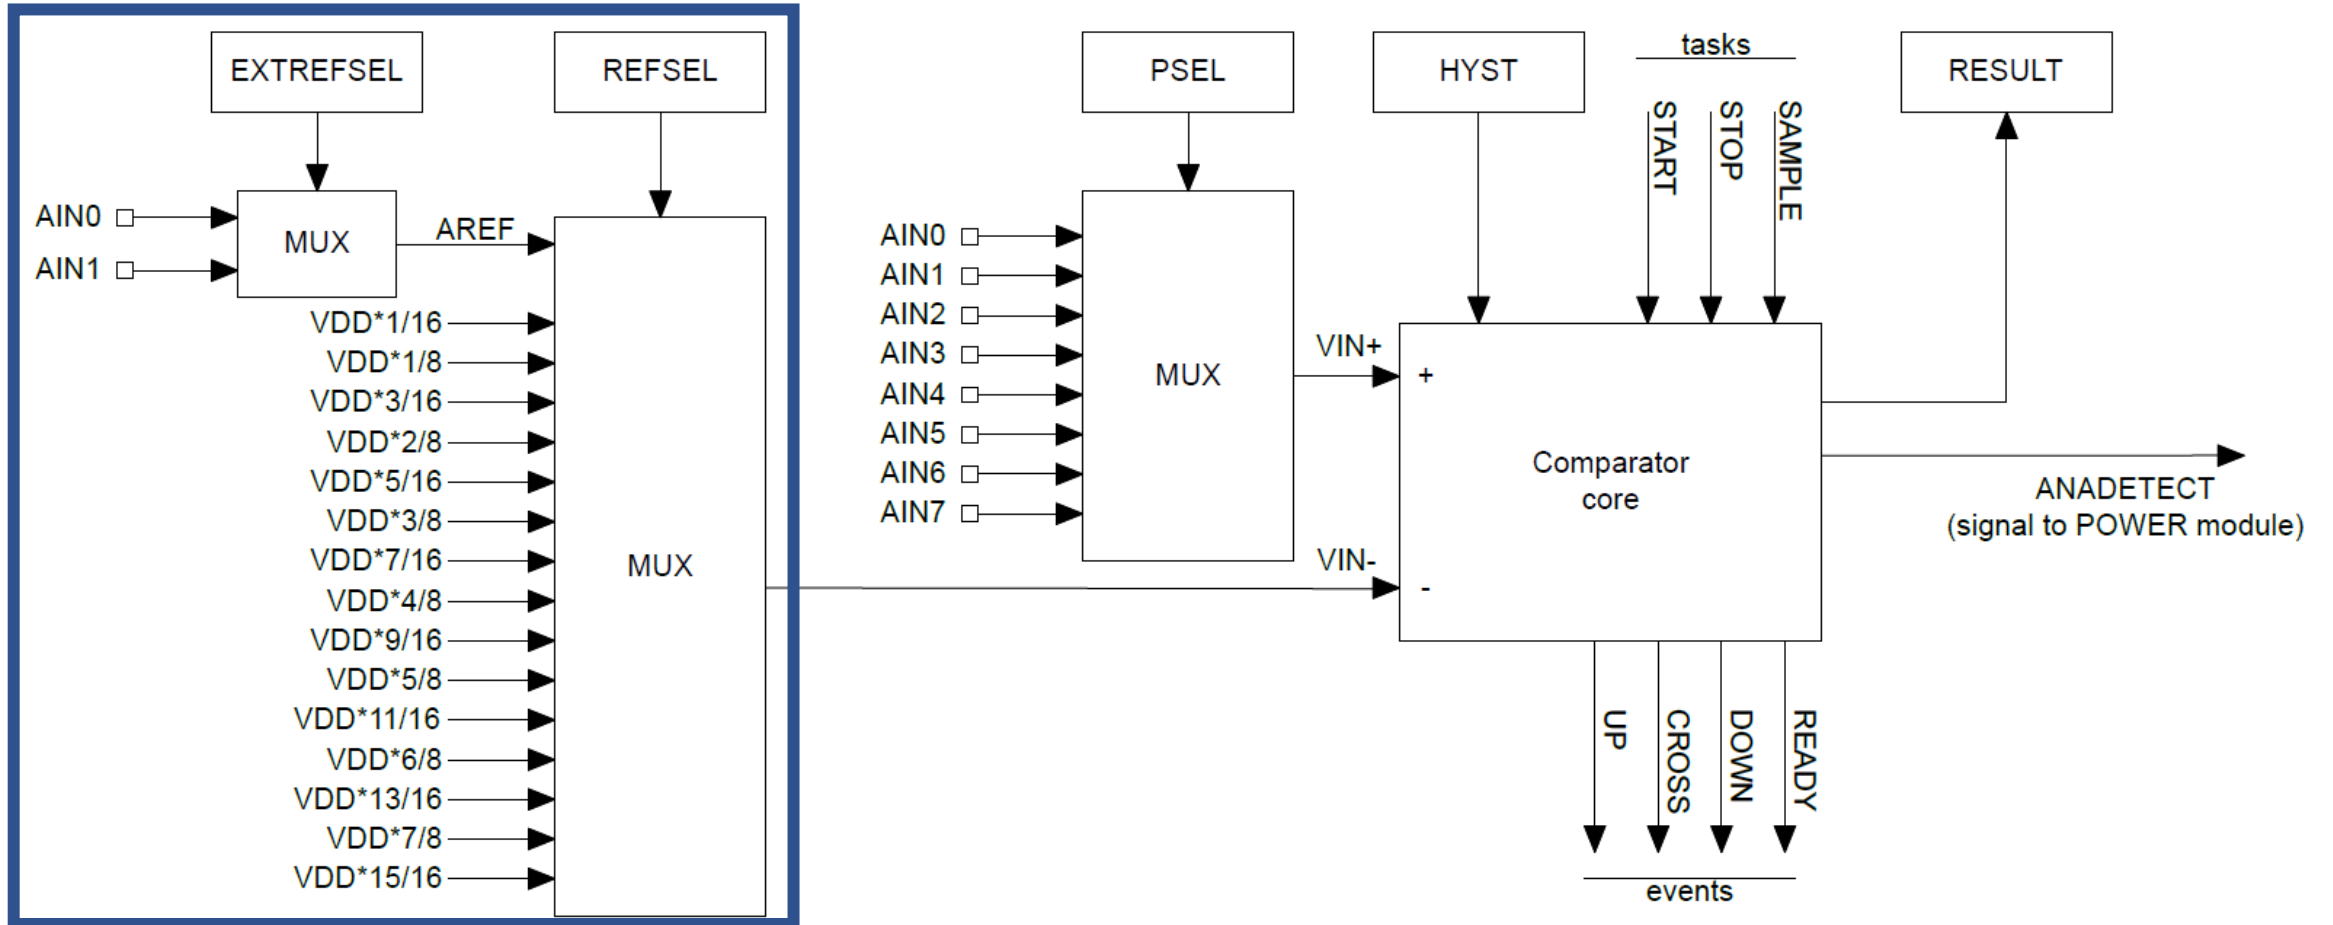 EXTREFSEL
REFSEL
PSEL
HYST
tasks
RESULT
START
STOP
SAMPLE
AIN0
AIN1
MUX
AREF
VDD*1/16
VDD*1/8
VDD*3/16
VDD*2/8
VDD*5/16
VDD*3/8
VDD*7/16
VDD*4/8
VDD*9/16
VDD*5/8
VDD*11/16
VDD*6/8
VDD*13/16
VDD*7/8
VDD*15/16
MUX
AIN0
AIN1
AIN2
AIN3
AIN4
AIN5
AIN6
AIN7
MUX
VIN+
VIN-
+
-
Comparator
core
ANADETECT
(signal to POWER module)
UP
CROSS
DOWN
READY
events